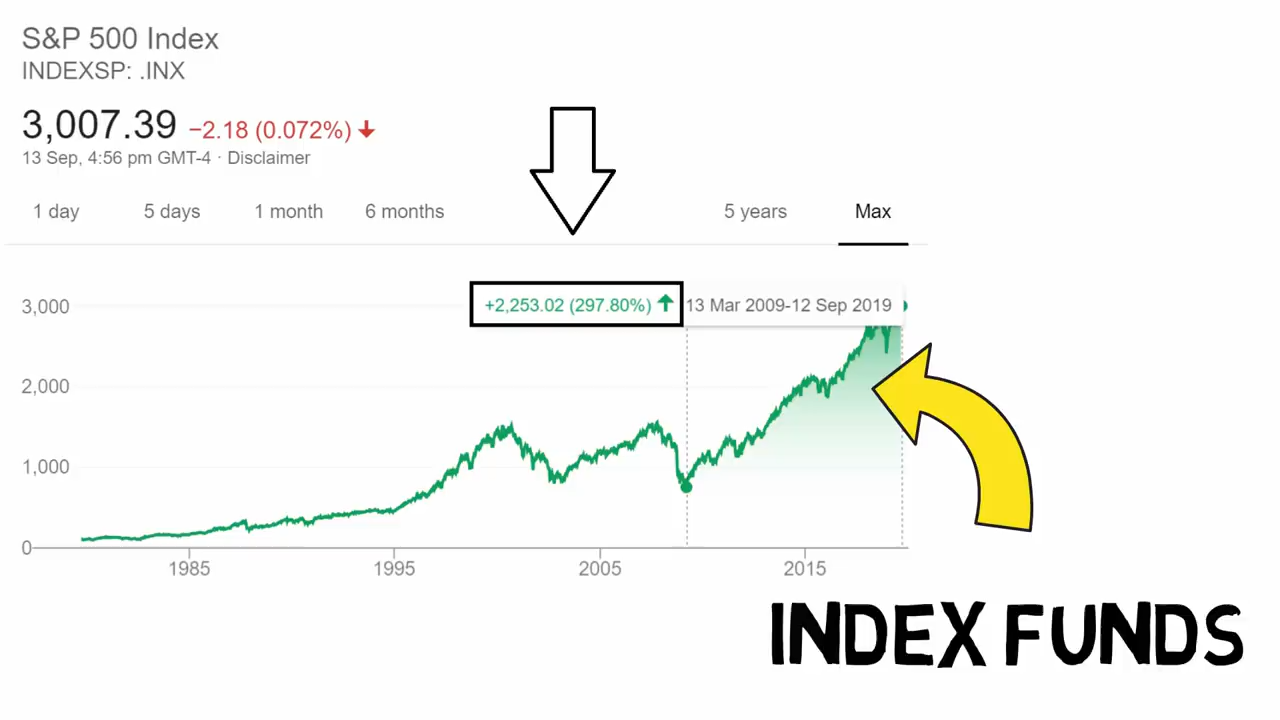 S&P 500 Index
INDEXSP: .INX
3,007.39 −2.18 (0.072%)
13 Sep, 4:56 pm GMT-4 · Disclaimer
1 day 5 days 1 month 6 months 5 years Max
+2,253.02 (297.80%) 13 Mar 2009-12 Sep 2019
3,000
2,000
1,000
0
1985 1995 2005 2015
INDEX FUNDS